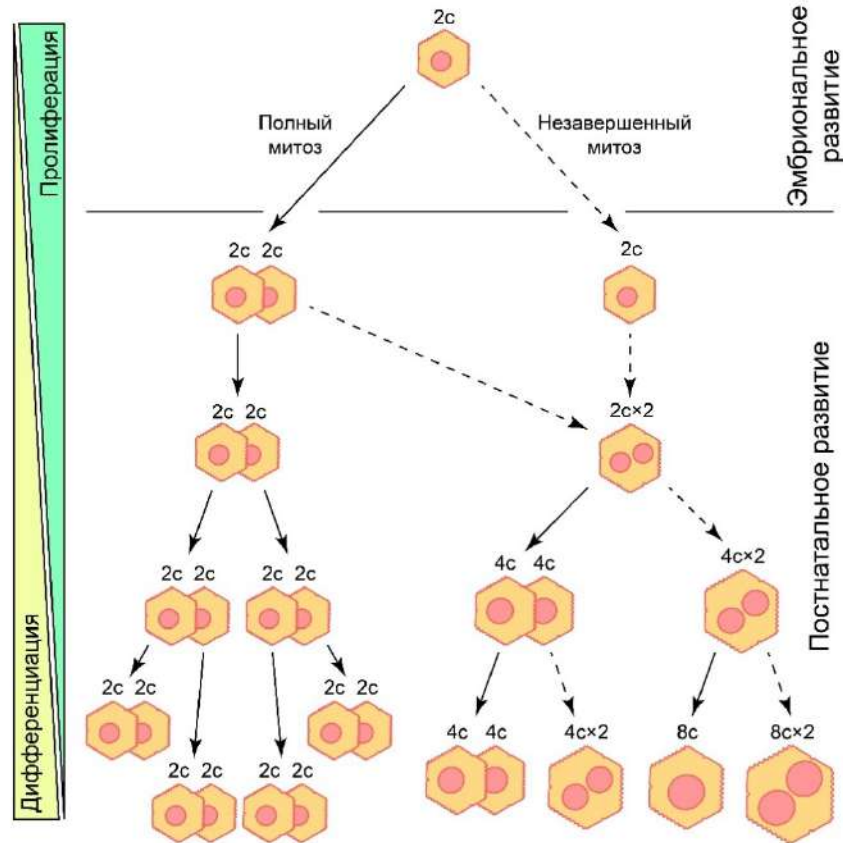 2c
Пролиферация
Дифференциация
Полный
митоз
Незавершенный
митоз
Эмбриональное
развитие
2c 2c
2c
Постнатальное развитие
2c 2c
2c×2
2c 2c
2c 2c
4c 4c
4c×2
2c 2c
2c 2c
4c 4c
4c×2
8c
8c×2
2c 2c
2c 2c